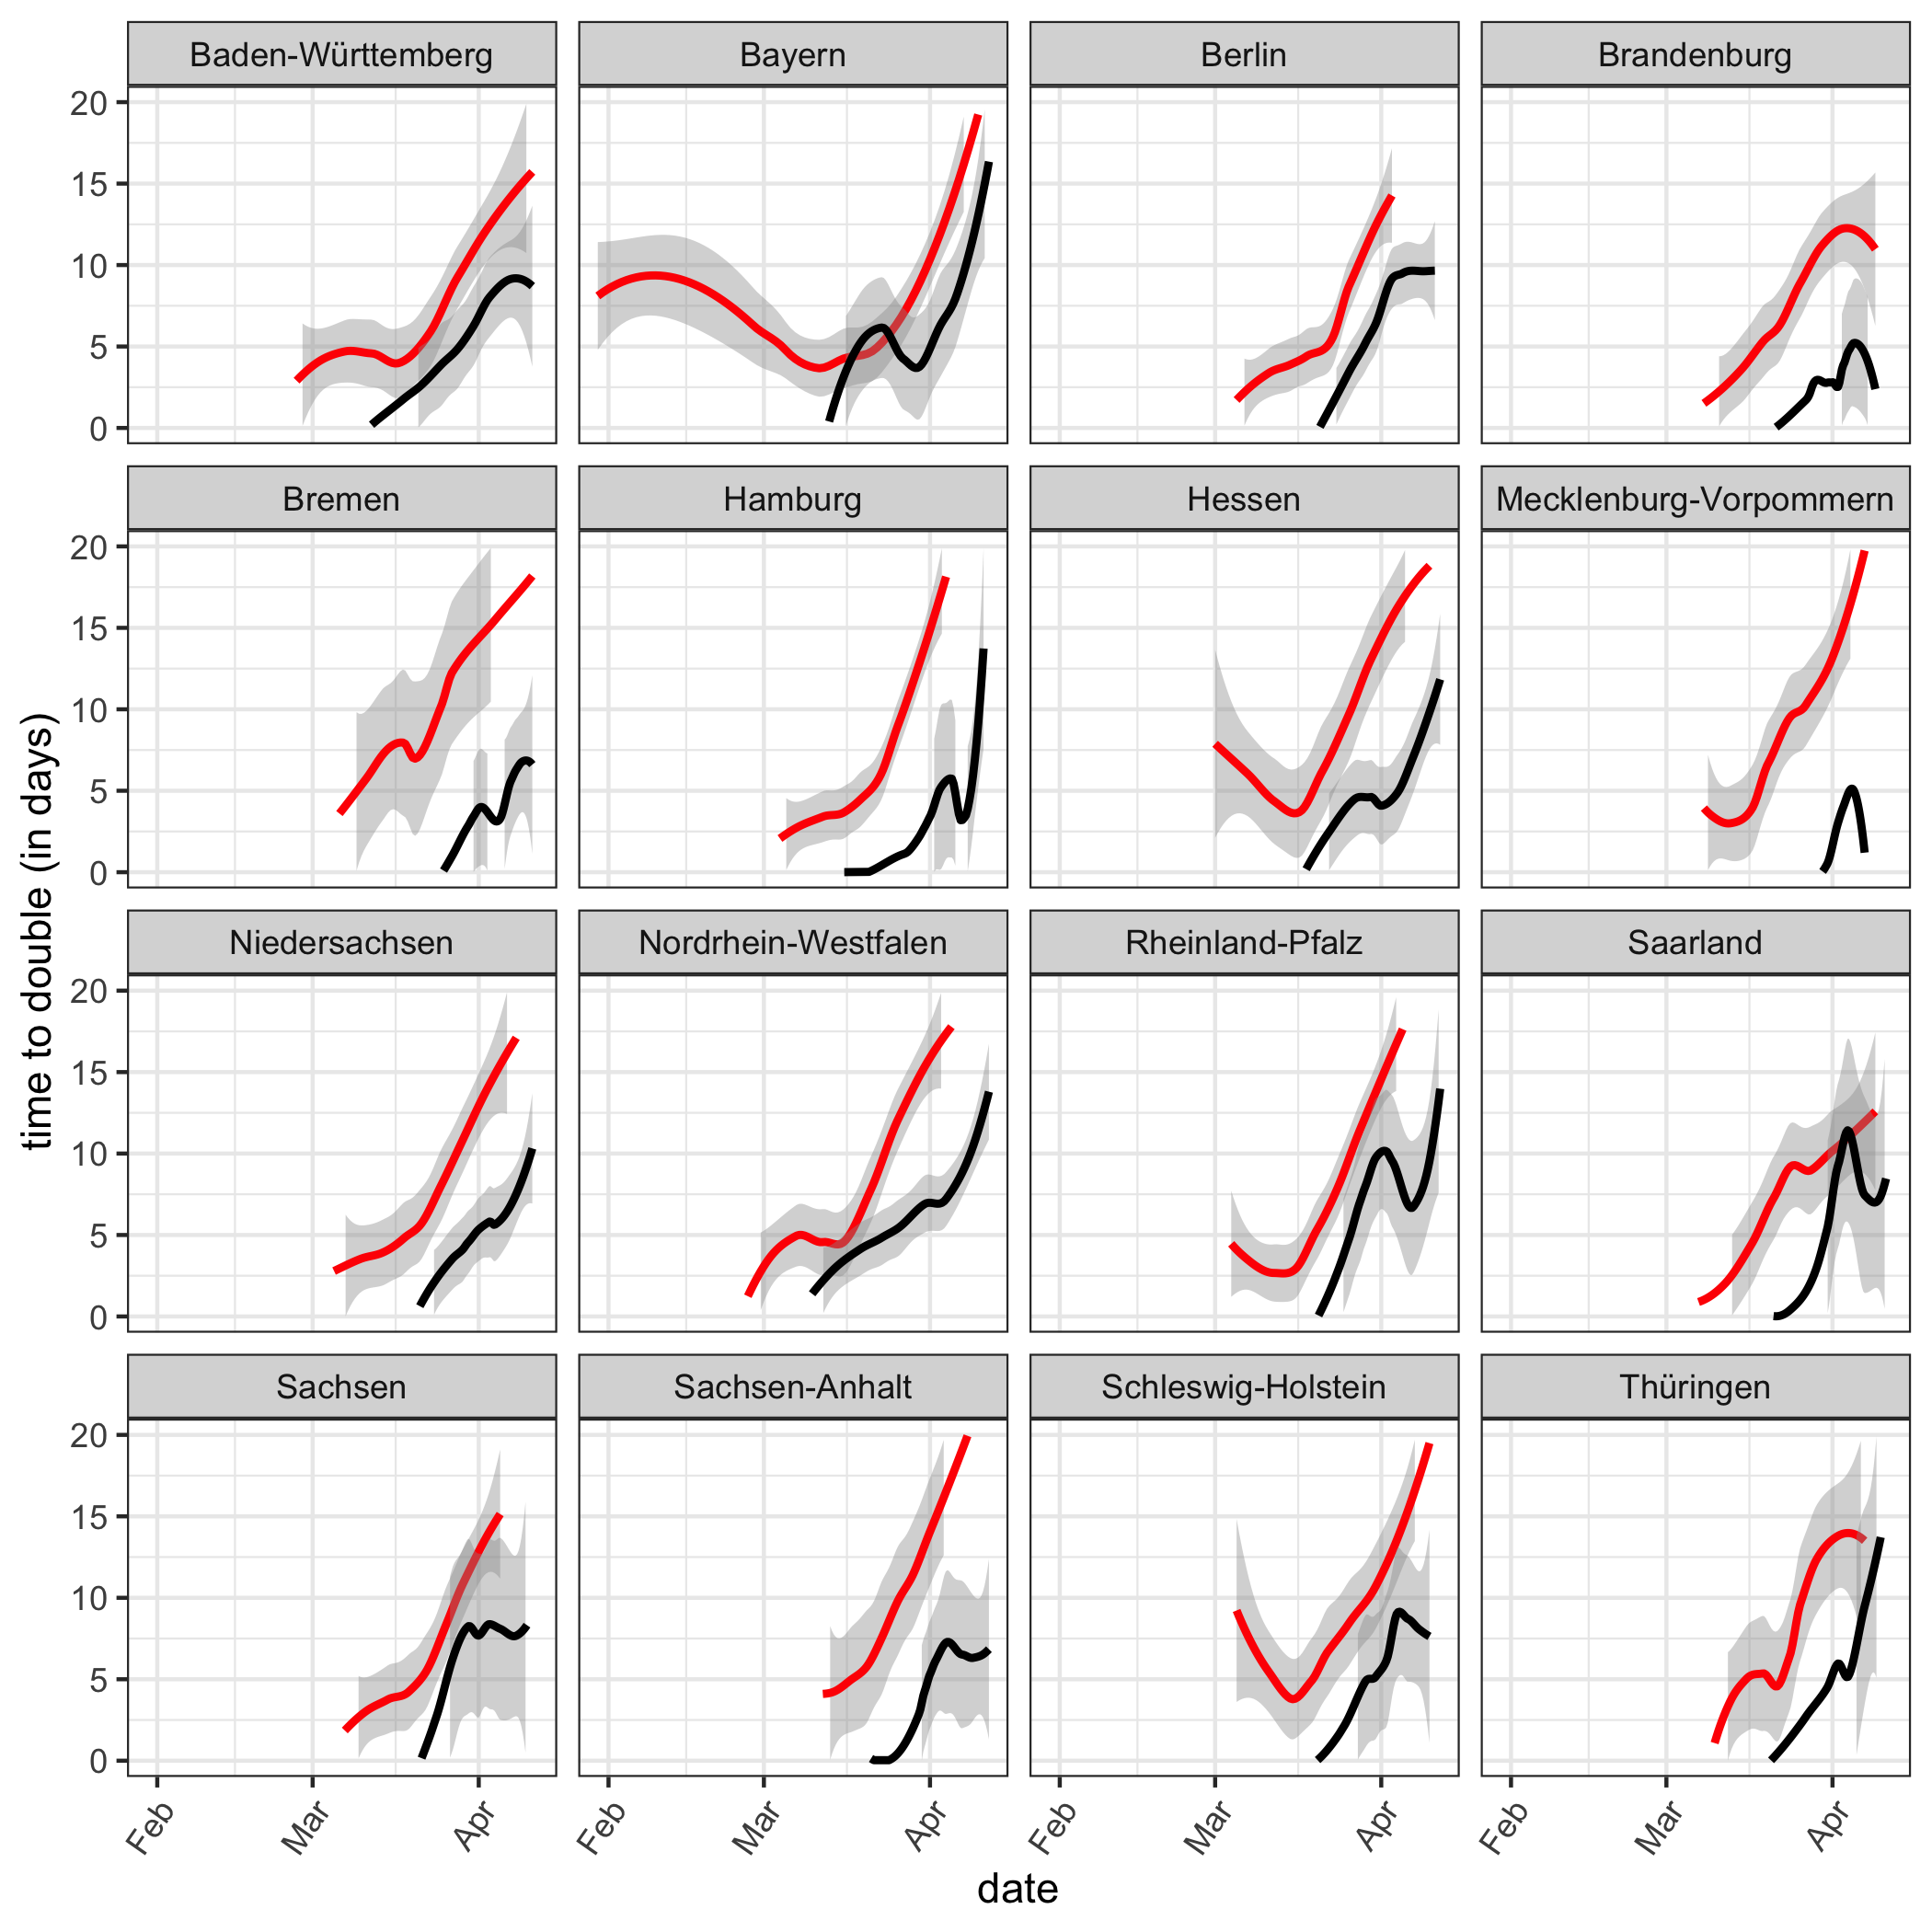 Baden-Württemberg
Bayern
Berlin
Brandenburg
20
15
10
5
0
Bremen
Hamburg
Hessen
Mecklenburg-Vorpommern
20
15
10
5
0
time to double (in days)
Niedersachsen
Nordrhein-Westfalen
Rheinland-Pfalz
Saarland
20
15
10
5
0
Sachsen
Sachsen-Anhalt
Schleswig-Holstein
Thüringen
20
15
10
5
0
Feb
Mar
Apr
Feb
Mar
Apr
Feb
Mar
Apr
Feb
Mar
Apr
date